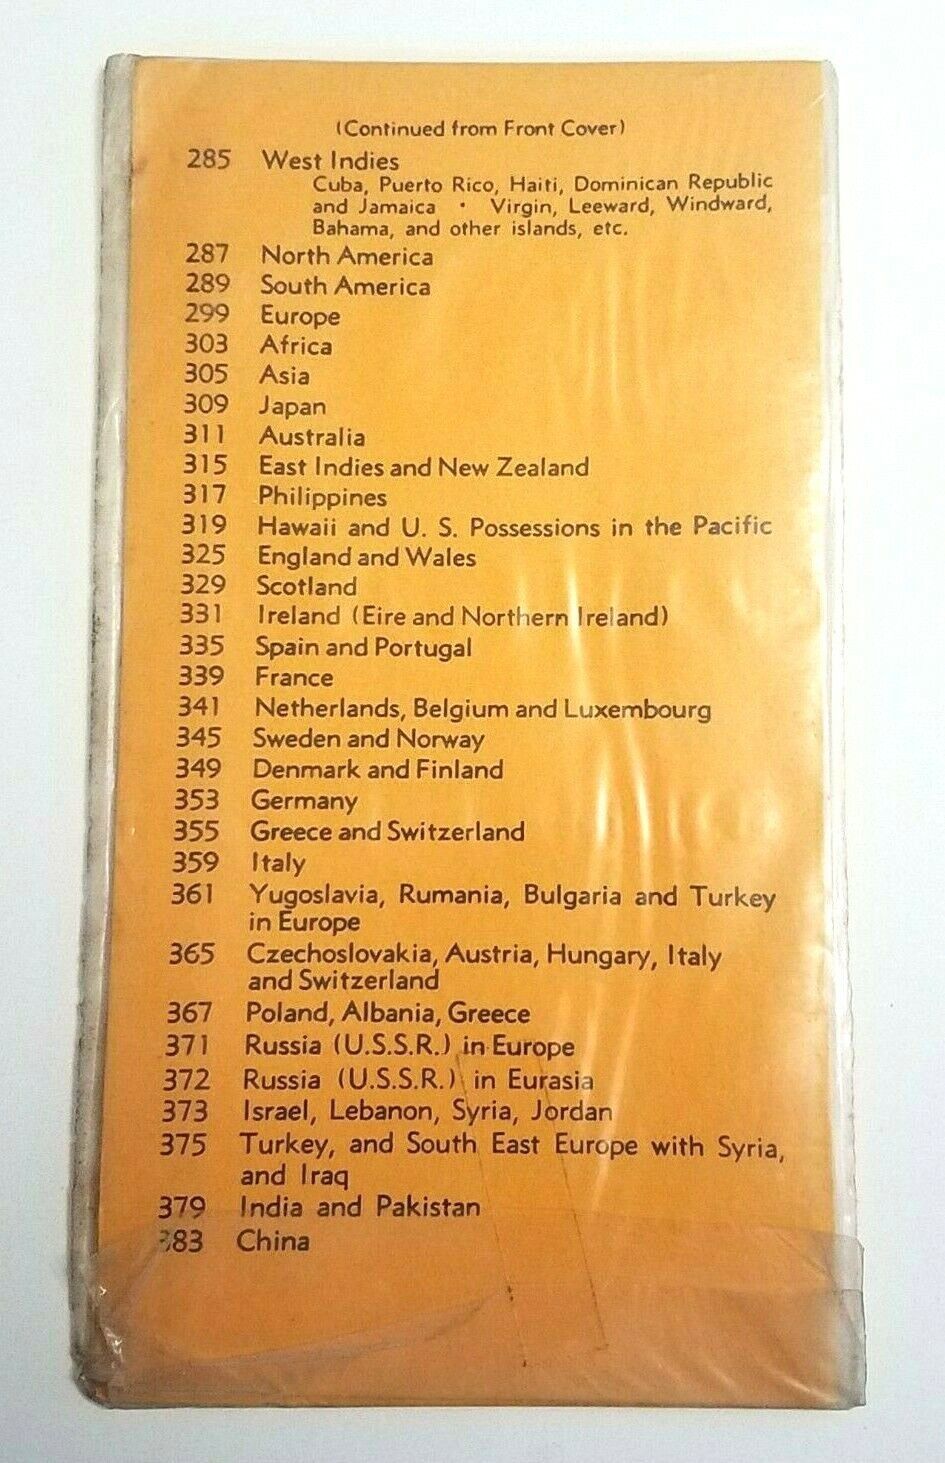 (Continued from Front Cover)
285 West Indies
Cuba, Puerto Rico, Haiti, Dominican Republic
and Jamaica • Virgin, Leeward, Windward,
Bahama, and other islands, etc.
287 North America
289 South America
299 Europe
303 Africa
305 Asia
309 Japan
311 Australia
315 East Indies and New Zealand
317 Philippines
319 Hawaii and U. S. Possessions in the Pacific
325 England and Wales
329 Scotland
331 Ireland (Eire and Northern Ireland)
335 Spain and Portugal
339 France
341 Netherlands, Belgium and Luxembourg
345 Sweden and Norway
349 Denmark and Finland
353 Germany
355 Greece and Switzerland
359 Italy
361 Yugoslavia, Rumania, Bulgaria and Turkey
in Europe
365 Czechoslovakia, Austria, Hungary, Italy
and Switzerland
367 Poland, Albania, Greece
371 Russia (U.S.S.R.) in Europe
372 Russia (U.S.S.R.) in Eurasia
373 Israel, Lebanon, Syria, Jordan
375 Turkey, and South East Europe with Syria,
and Iraq
379 India and Pakistan
383 China